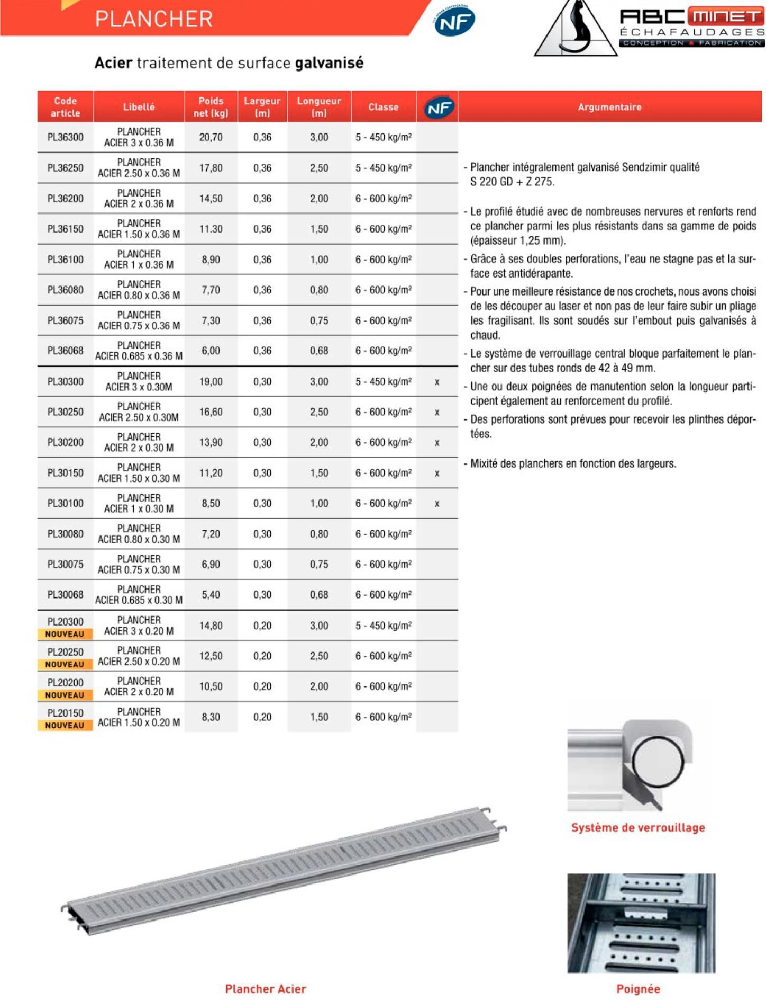 PLANCHER
NF
ABC MINET
ÉCHAFAUDAGES
CONCEPTION FABRICATION
Acier traitement de surface galvanisé
Code article Libellé Poids net (kg) Largeur (m) Longueur (m) Classe NF Argumentaire
PL36300 PLANCHER ACIER 3 x 0.36 M 20,70 0,36 3,00 5 - 450 kg/m²
PL36250 PLANCHER ACIER 2.50 x 0.36 M 17,80 0,36 2,50 5 - 450 kg/m²
PL36200 PLANCHER ACIER 2 x 0.36 M 14,50 0,36 2,00 6 - 600 kg/m²
PL36150 PLANCHER ACIER 1.50 x 0.36 M 11.30 0,36 1,50 6 - 600 kg/m²
PL36100 PLANCHER ACIER 1 x 0.36 M 8,90 0,36 1,00 6 - 600 kg/m²
PL36080 PLANCHER ACIER 0.80 x 0.36 M 7,70 0,36 0,80 6 - 600 kg/m²
PL36075 PLANCHER ACIER 0.75 x 0.36 M 7,30 0,36 0,75 6 - 600 kg/m²
PL36068 PLANCHER ACIER 0.685 x 0.36 M 6,00 0,36 0,68 6 - 600 kg/m²
PL30300 PLANCHER ACIER 3 x 0.30M 19,00 0,30 3,00 5 - 450 kg/m² x
PL30250 PLANCHER ACIER 2.50 x 0.30M 16,60 0,30 2,50 6 - 600 kg/m² x
PL30200 PLANCHER ACIER 2 x 0.30 M 13,90 0,30 2,00 6 - 600 kg/m² x
PL30150 PLANCHER ACIER 1.50 x 0.30 M 11,20 0,30 1,50 6 - 600 kg/m² x
PL30100 PLANCHER ACIER 1 x 0.30 M 8,50 0,30 1,00 6 - 600 kg/m² x
PL30080 PLANCHER ACIER 0.80 x 0.30 M 7,20 0,30 0,80 6 - 600 kg/m²
PL30075 PLANCHER ACIER 0.75 x 0.30 M 6,90 0,30 0,75 6 - 600 kg/m²
PL30068 PLANCHER ACIER 0.685 x 0.30 M 5,40 0,30 0,68 6 - 600 kg/m²
PL20300 NOUVEAU PLANCHER ACIER 3 x 0.20 M 14,80 0,20 3,00 5 - 450 kg/m²
PL20250 NOUVEAU PLANCHER ACIER 2.50 x 0.20 M 12,50 0,20 2,50 6 - 600 kg/m²
PL20200 NOUVEAU PLANCHER ACIER 2 x 0.20 M 10,50 0,20 2,00 6 - 600 kg/m²
PL20150 NOUVEAU PLANCHER ACIER 1.50 x 0.20 M 8,30 0,20 1,50 6 - 600 kg/m²
- Plancher intégralement galvanisé Sendzimir qualité
S 220 GD + Z 275.
- Le profilé étudié avec de nombreuses nervures et renforts rend
ce plancher parmi les plus résistants dans sa gamme de poids
(épaisseur 1,25 mm).
- Grâce à ses doubles perforations, l'eau ne stagne pas et la sur-
face est antidérapante.
- Pour une meilleure résistance de nos crochets, nous avons choisi
de les découper au laser et non pas de leur faire subir un pliage
les fragilisant. Ils sont soudés sur l'embout puis galvanisés à
chaud.
- Le système de verrouillage central bloque parfaitement le plan-
cher sur des tubes ronds de 42 à 49 mm.
- Une ou deux poignées de manutention selon la longueur parti-
cipent également au renforcement du profilé.
- Des perforations sont prévues pour recevoir les plinthes dépor-
tées.
- Mixité des planchers en fonction des largeurs.
Système de verrouillage
Plancher Acier
Poignée